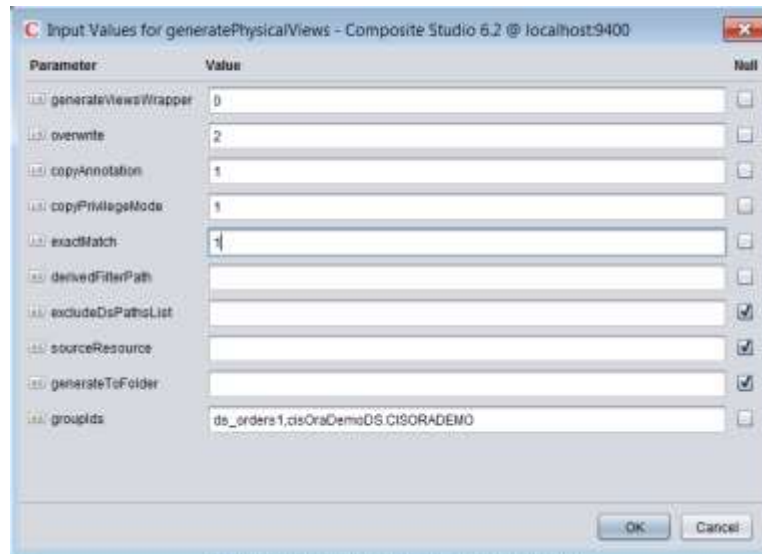 Input Values for generatePhysicalViews - Composite Studio 6.2 @ localhost:9400
Parameter Value Null
generateViewsWrapper 0
overwrite 2
copyAnnotation 1
copyPrivilegeMode 1
exactMatch 1
derivedFilterPath
excludeDsPathsList
sourceResource
generateToFolder
groupIds ds_orders1,cisOraDemoDS.CISORADEMO
OK Cancel